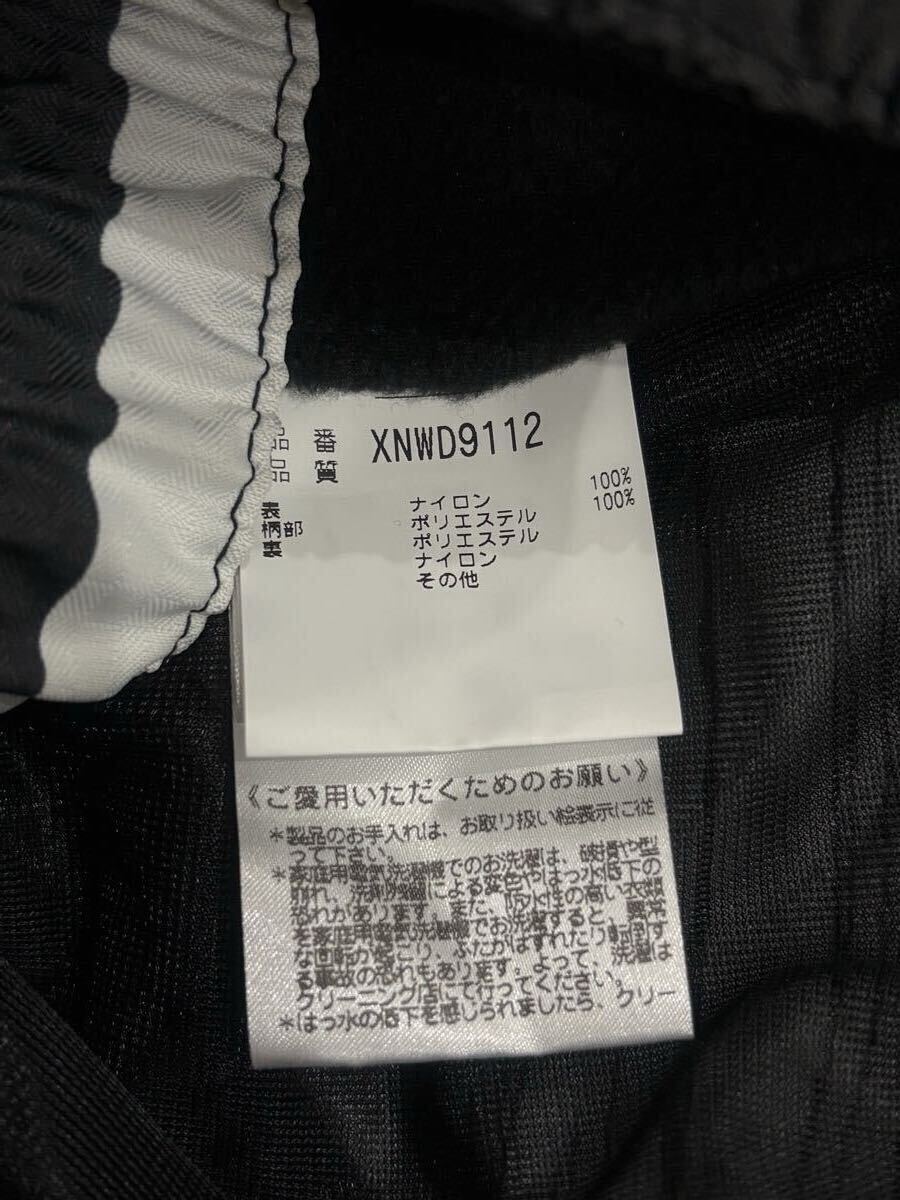 品 番 XNWD9112
品 質
表 ナイロン 100%
柄部 ポリエステル 100%
裏 ポリエステル
ナイロン
その他
《ご愛用いただくためのお願い》
*製品のお手入れは、お取り扱い絵表示に従
って下さい。
*家庭用電気洗濯機でのお洗濯は、破損や型
崩れ、洗剤残留による変色やはっ水低下の
恐れがあります。また、防水性の高い衣類
を家庭用電気洗濯機でお洗濯すると、異常
な回転が起こり、ふたがはずれたり、転倒す
る事故の恐れもあります。よって、洗濯は
クリーニング店にて行ってください。
*はっ水の低下を感じられましたら、クリー